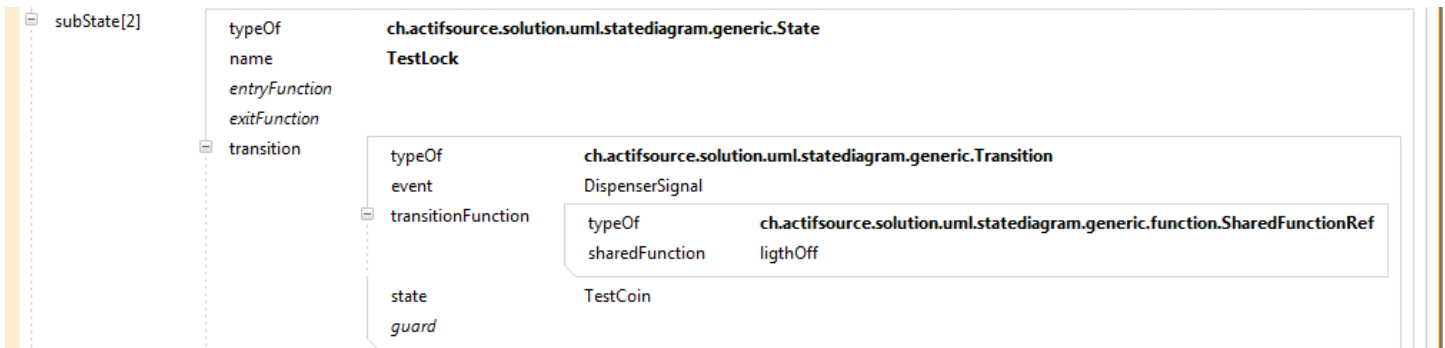 subState[2]
typeOf ch.actifsource.solution.uml.statediagram.generic.State
name TestLock
entryFunction
exitFunction
transition
typeOf ch.actifsource.solution.uml.statediagram.generic.Transition
event DispenserSignal
transitionFunction
typeOf ch.actifsource.solution.uml.statediagram.generic.function.SharedFunctionRef
sharedFunction ligthOff
state TestCoin
guard